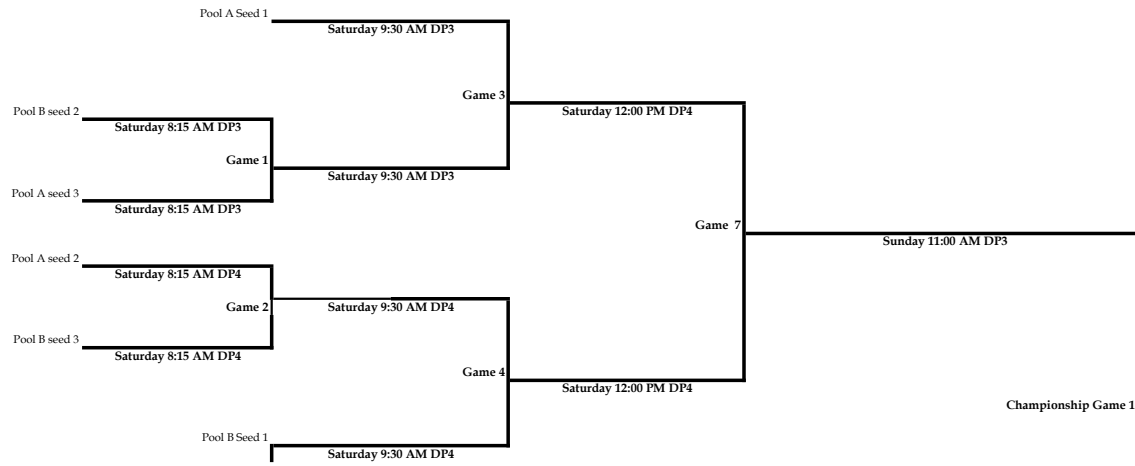 Pool A Seed 1
Saturday 9:30 AM DP3
Game 3
Saturday 12:00 PM DP4
Pool B seed 2
Saturday 8:15 AM DP3
Game 1
Saturday 9:30 AM DP3
Pool A seed 3
Saturday 8:15 AM DP3
Game 7
Sunday 11:00 AM DP3
Pool A seed 2
Saturday 8:15 AM DP4
Game 2
Saturday 9:30 AM DP4
Pool B seed 3
Saturday 8:15 AM DP4
Game 4
Saturday 12:00 PM DP4
Championship Game 1
Pool B Seed 1
Saturday 9:30 AM DP4